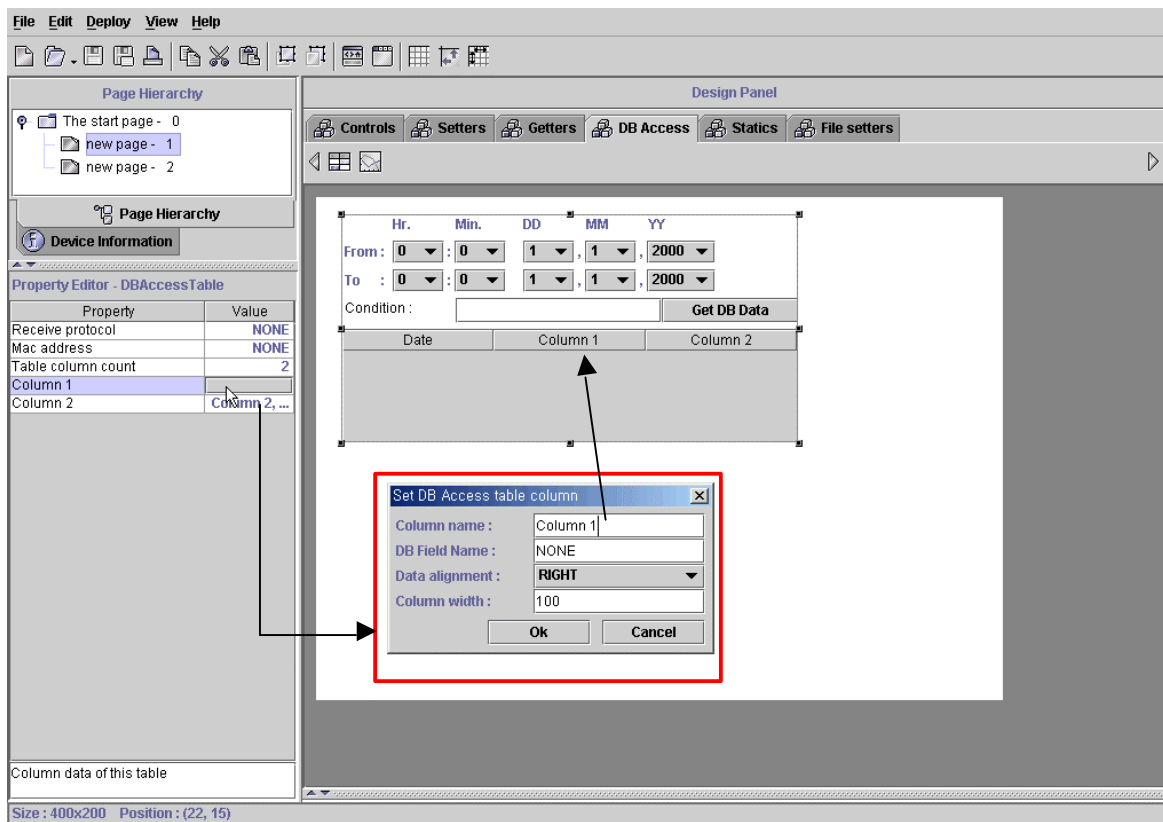 File Edit Deploy View Help
Page Hierarchy
The start page - 0
new page - 1
new page - 2
Page Hierarchy
Device Information
Property Editor - DBAccessTable
Property Value
Receive protocol NONE
Mac address NONE
Table column count 2
Column 1
Column 2 Column 2, ...
Column data of this table
Size : 400x200 Position : (22, 15)
Design Panel
Controls Setters Getters DB Access Statics File setters
Hr. Min. DD MM YY
From : 0 : 0 1 , 1 , 2000
To : 0 : 0 1 , 1 , 2000
Condition : Get DB Data
Date Column 1 Column 2
Set DB Access table column
Column name : Column 1
DB Field Name : NONE
Data alignment : RIGHT
Column width : 100
Ok Cancel